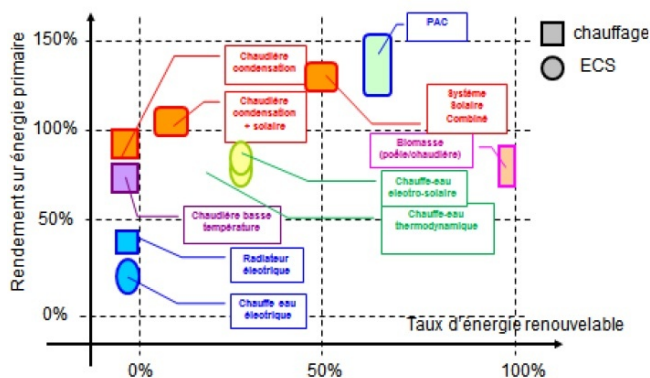 Rendement sur énergie primaire
150%
100%
50%
0%
PAC
chauffage
ECS
Chaudière
condensation
Chaudière
condensation
+ solaire
Système
Solaire
Combiné
Biomasse
(poêle/chaudière)
Chauffe-eau
electro-solaire
Chauffe-eau
thermodynamique
Chaudière basse
température
Radiateur
électrique
Chauffe eau
électrique
Taux d'énergie renouvelable
0%
50%
100%